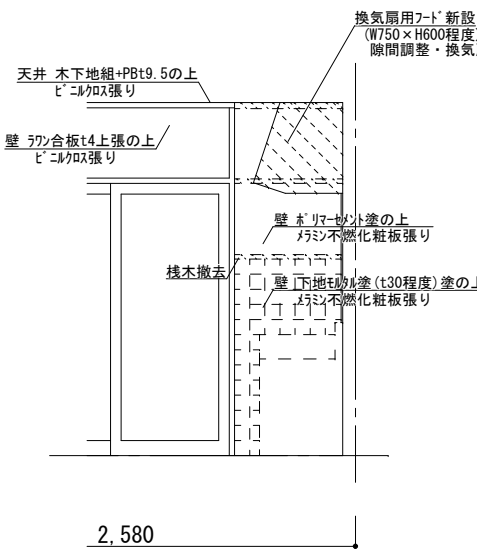 換気扇用ﾌｰﾄﾞ新設
(W750×H600程度)
隙間調整・換気
天井 木下地組+PBt9.5の上
ﾋﾞﾆﾙｸﾛｽ張り
壁 ﾗﾜﾝ合板t4上張の上
ﾋﾞﾆﾙｸﾛｽ張り
壁 ﾎﾟﾘﾏｰｾﾒﾝﾄ塗の上
ﾒﾗﾐﾝ不燃化粧板張り
桟木撤去
壁 下地ﾓﾙﾀﾙ塗(t30程度)塗の上
ﾒﾗﾐﾝ不燃化粧板張り
2,580